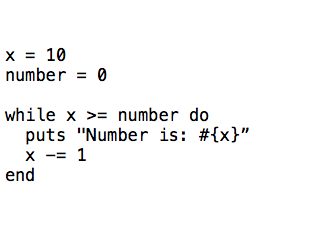 x = 10
number = 0
while x >= number do
puts "Number is: #{x}”
x -= 1
end